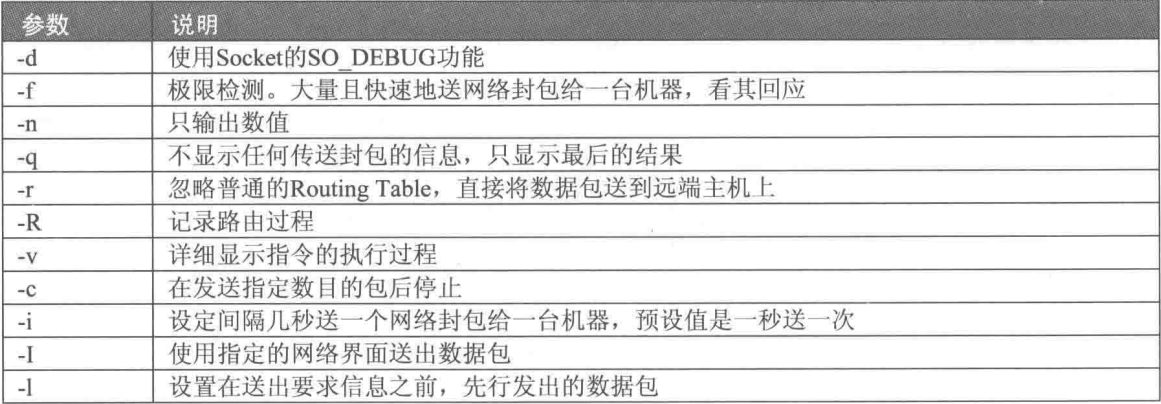 参数 说明
-d 使用Socket的SO_DEBUG功能
-f 极限检测。大量且快速地送网络封包给一台机器，看其回应
-n 只输出数值
-q 不显示任何传送封包的信息，只显示最后的结果
-r 忽略普通的Routing Table，直接将数据包送到远端主机上
-R 记录路由过程
-v 详细显示指令的执行过程
-c 在发送指定数目的包后停止
-i 设定间隔几秒送一个网络封包给一台机器，预设值是一秒送一次
-I 使用指定的网络界面送出数据包
-l 设置在送出要求信息之前，先行发出的数据包